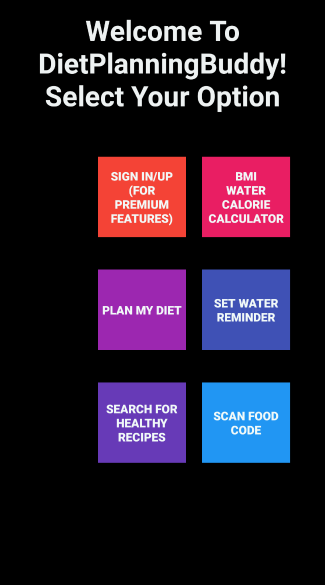 Welcome To
DietPlanningBuddy!
Select Your Option
SIGN IN/UP
(FOR
PREMIUM
FEATURES)
BMI
WATER
CALORIE
CALCULATOR
PLAN MY DIET
SET WATER
REMINDER
SEARCH FOR
HEALTHY
RECIPES
SCAN FOOD
CODE